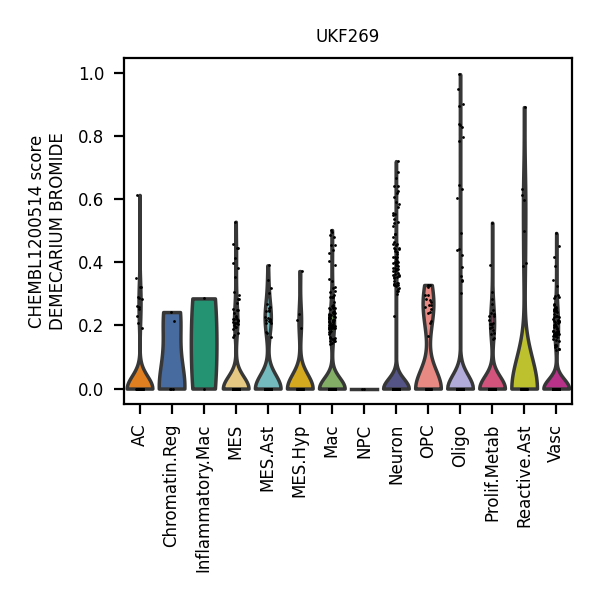 UKF269
CHEMBL1200514 score
DEMECARIUM BROMIDE
1.0
0.8
0.6
0.4
0.2
0.0
AC
Chromatin.Reg
Inflammatory.Mac
MES
MES.Ast
MES.Hyp
Mac
NPC
Neuron
OPC
Oligo
Prolif.Metab
Reactive.Ast
Vasc